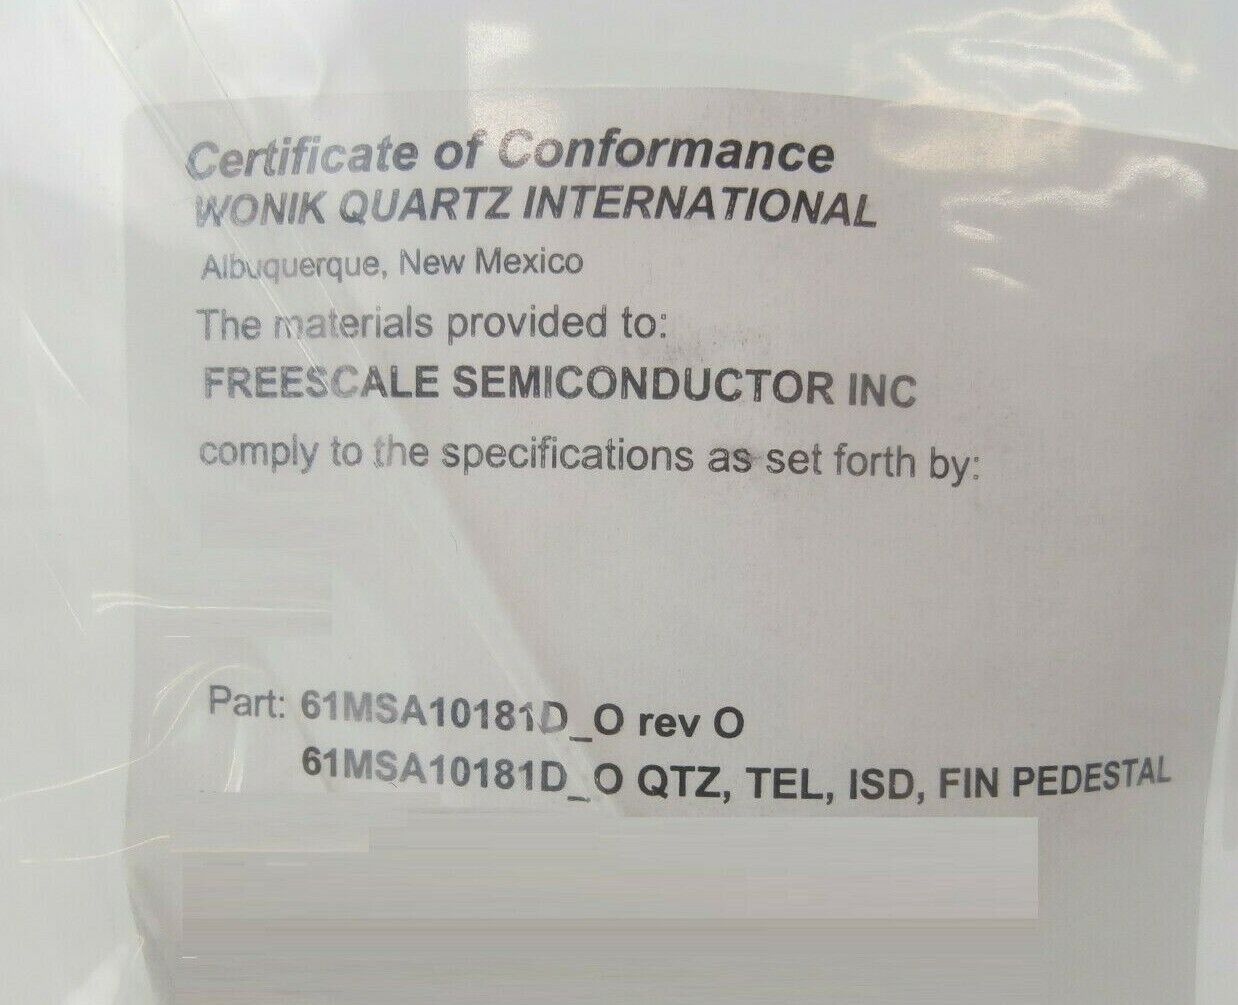 Certificate of Conformance
WONIK QUARTZ INTERNATIONAL
Albuquerque, New Mexico
The materials provided to:
FREESCALE SEMICONDUCTOR INC
comply to the specifications as set forth by:
Part: 61MSA10181D_O rev O
61MSA10181D_O QTZ, TEL, ISD, FIN PEDESTAL